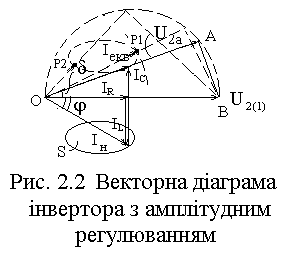 P1
U2a
A
P2
S
Iекв
δ
IC
O
IR
φ
B
U2(1)
IL
S
Iн
Рис. 2.2 Векторна діаграма
інвертора з амплітудним
регулюванням